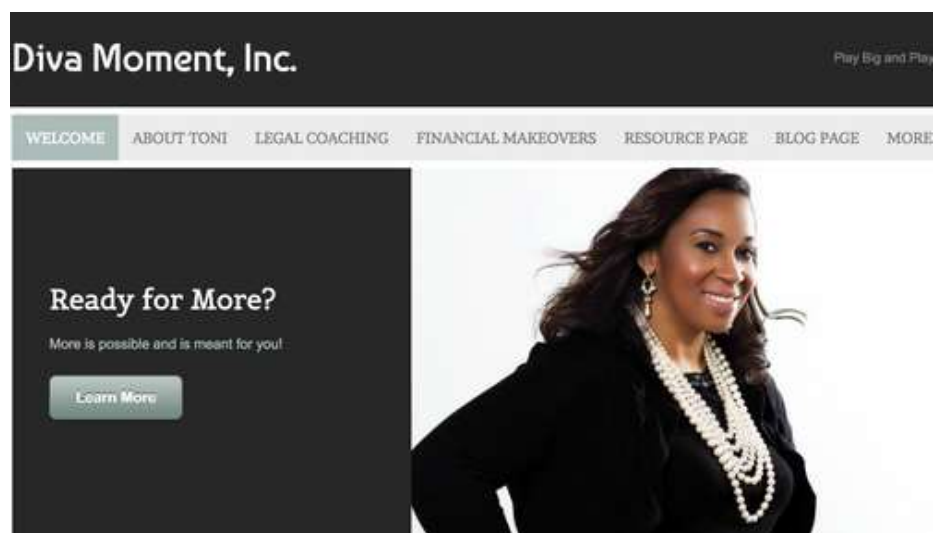 Diva Moment, Inc.
Play Big and Play
WELCOME ABOUT TONI LEGAL COACHING FINANCIAL MAKEOVERS RESOURCE PAGE BLOG PAGE MORE
Ready for More?
More is possible and is meant for you!
Learn More